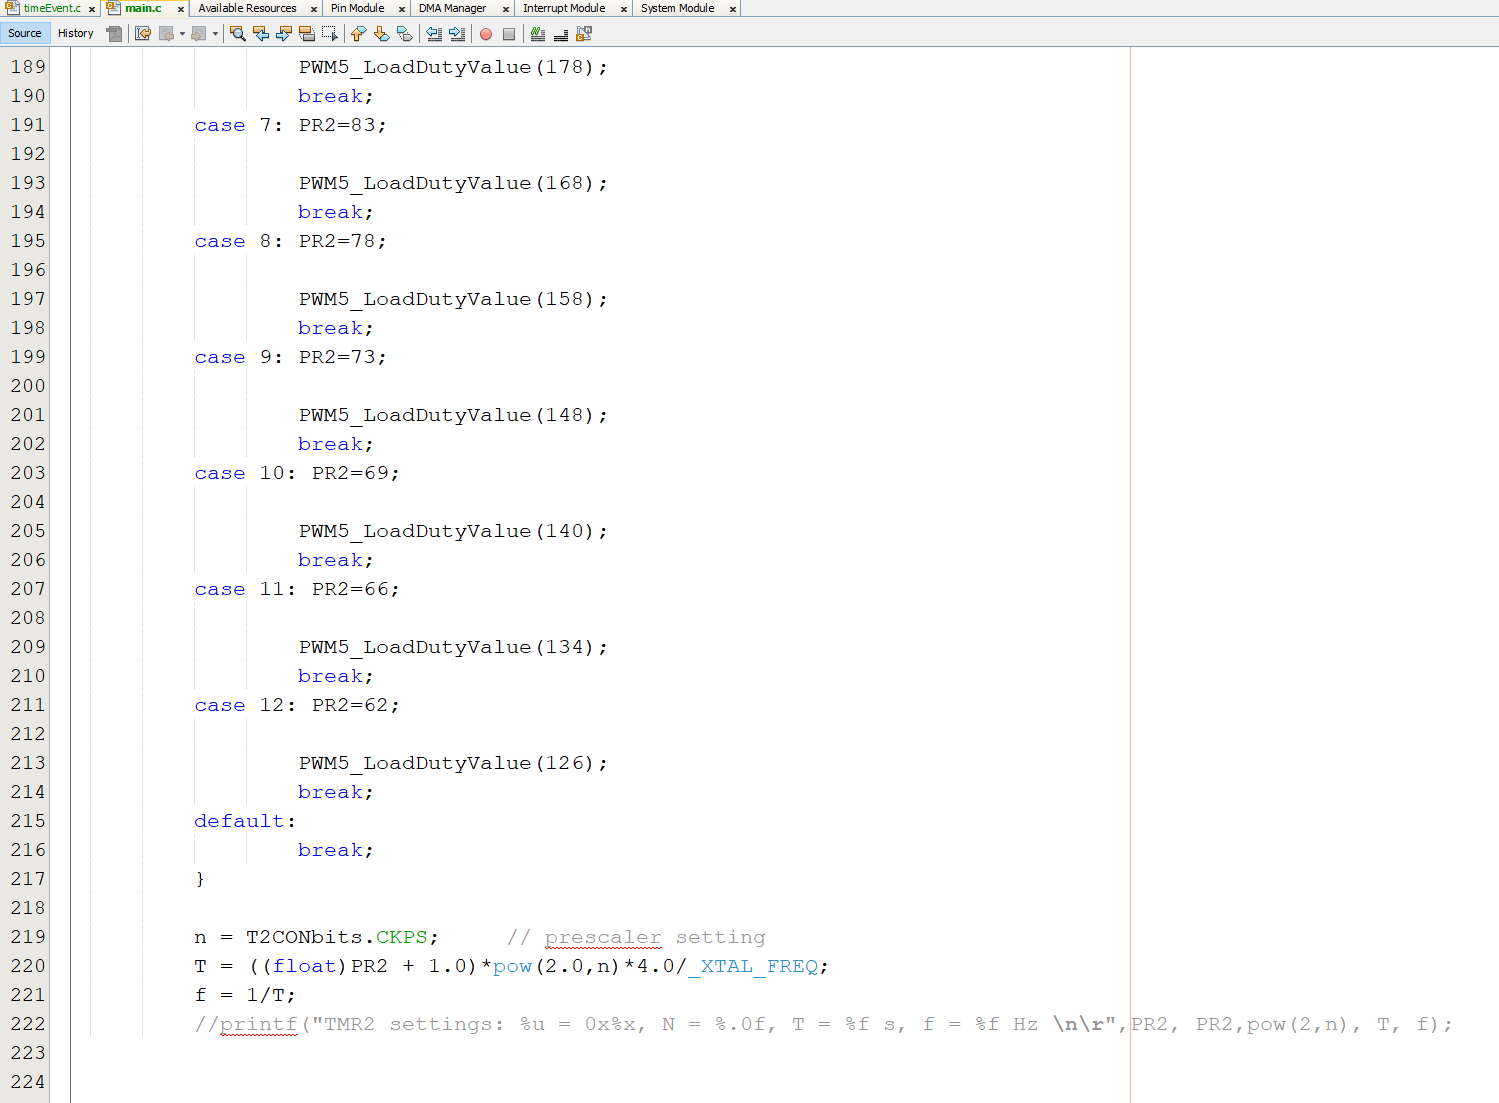 timeEvent.c x main.c x Available Resources x Pin Module x DMA Manager x Interrupt Module x System Module x
Source History
189 PWM5_LoadDutyValue(178);
190 break;
191 case 7: PR2=83;
192
193 PWM5_LoadDutyValue(168);
194 break;
195 case 8: PR2=78;
196
197 PWM5_LoadDutyValue(158);
198 break;
199 case 9: PR2=73;
200
201 PWM5_LoadDutyValue(148);
202 break;
203 case 10: PR2=69;
204
205 PWM5_LoadDutyValue(140);
206 break;
207 case 11: PR2=66;
208
209 PWM5_LoadDutyValue(134);
210 break;
211 case 12: PR2=62;
212
213 PWM5_LoadDutyValue(126);
214 break;
215 default:
216 break;
217 }
218
219 n = T2CONbits.CKPS; // prescaler setting
220 T = ((float)PR2 + 1.0)*pow(2.0,n)*4.0/_XTAL_FREQ;
221 f = 1/T;
222 //printf("TMR2 settings: %u = 0x%x, N = %.0f, T = %f s, f = %f Hz \n\r",PR2, PR2,pow(2,n), T, f);
223
224